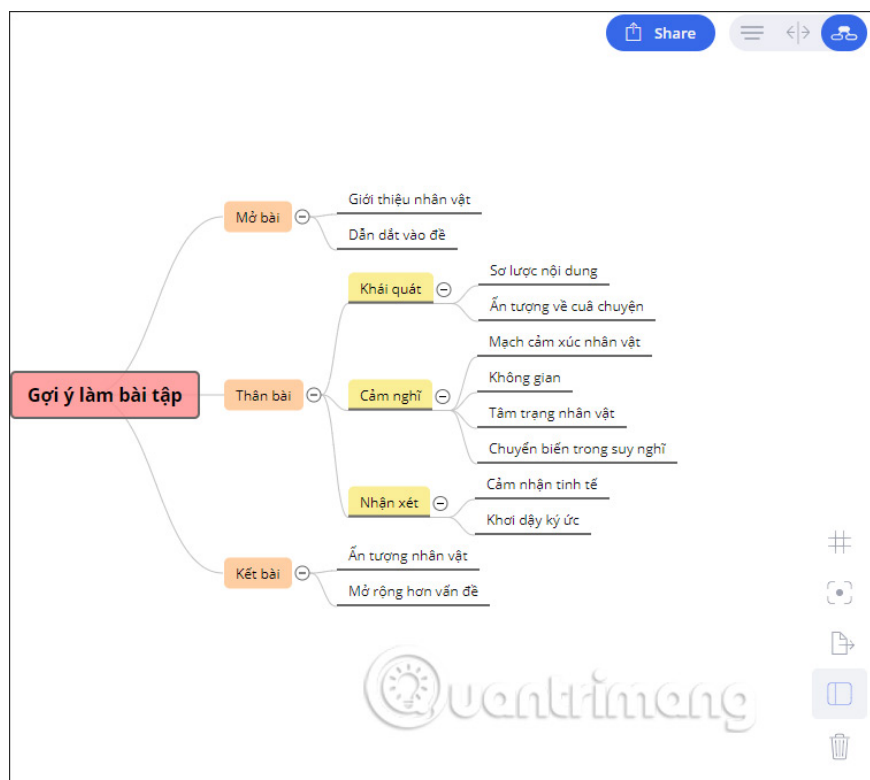 Share
Mở bài
Giới thiệu nhân vật
Dẫn dắt vào đề
Gợi ý làm bài tập
Thân bài
Khái quát
Sơ lược nội dung
Ấn tượng về cuâ chuyện
Cảm nghĩ
Mạch cảm xúc nhân vật
Không gian
Tâm trạng nhân vật
Chuyển biến trong suy nghĩ
Nhận xét
Cảm nhận tinh tế
Khơi dậy ký ức
Kết bài
Ấn tượng nhân vật
Mở rộng hơn vấn đề
Quantrimang